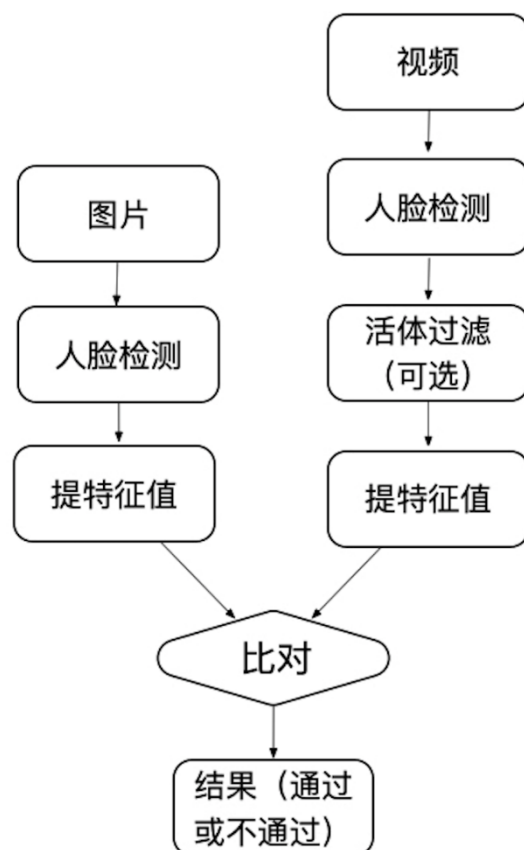 视频
人脸检测
图片
活体过滤
（可选）
人脸检测
提特征值
提特征值
比对
结果（通过
或不通过）